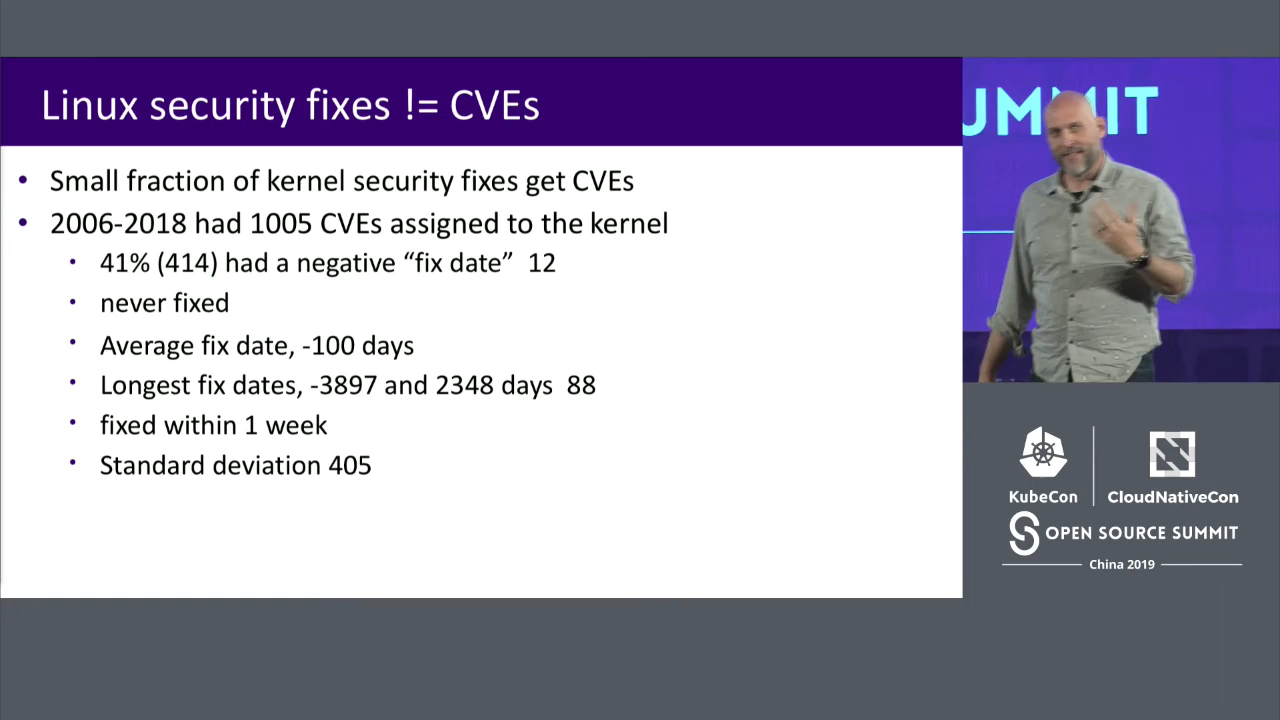 Linux security fixes != CVEs
• Small fraction of kernel security fixes get CVEs
• 2006-2018 had 1005 CVEs assigned to the kernel
• 41% (414) had a negative “fix date” 12
• never fixed
• Average fix date, -100 days
• Longest fix dates, -3897 and 2348 days 88
• fixed within 1 week
• Standard deviation 405
UMMIT
KubeCon
CloudNativeCon
OPEN SOURCE SUMMIT
China 2019